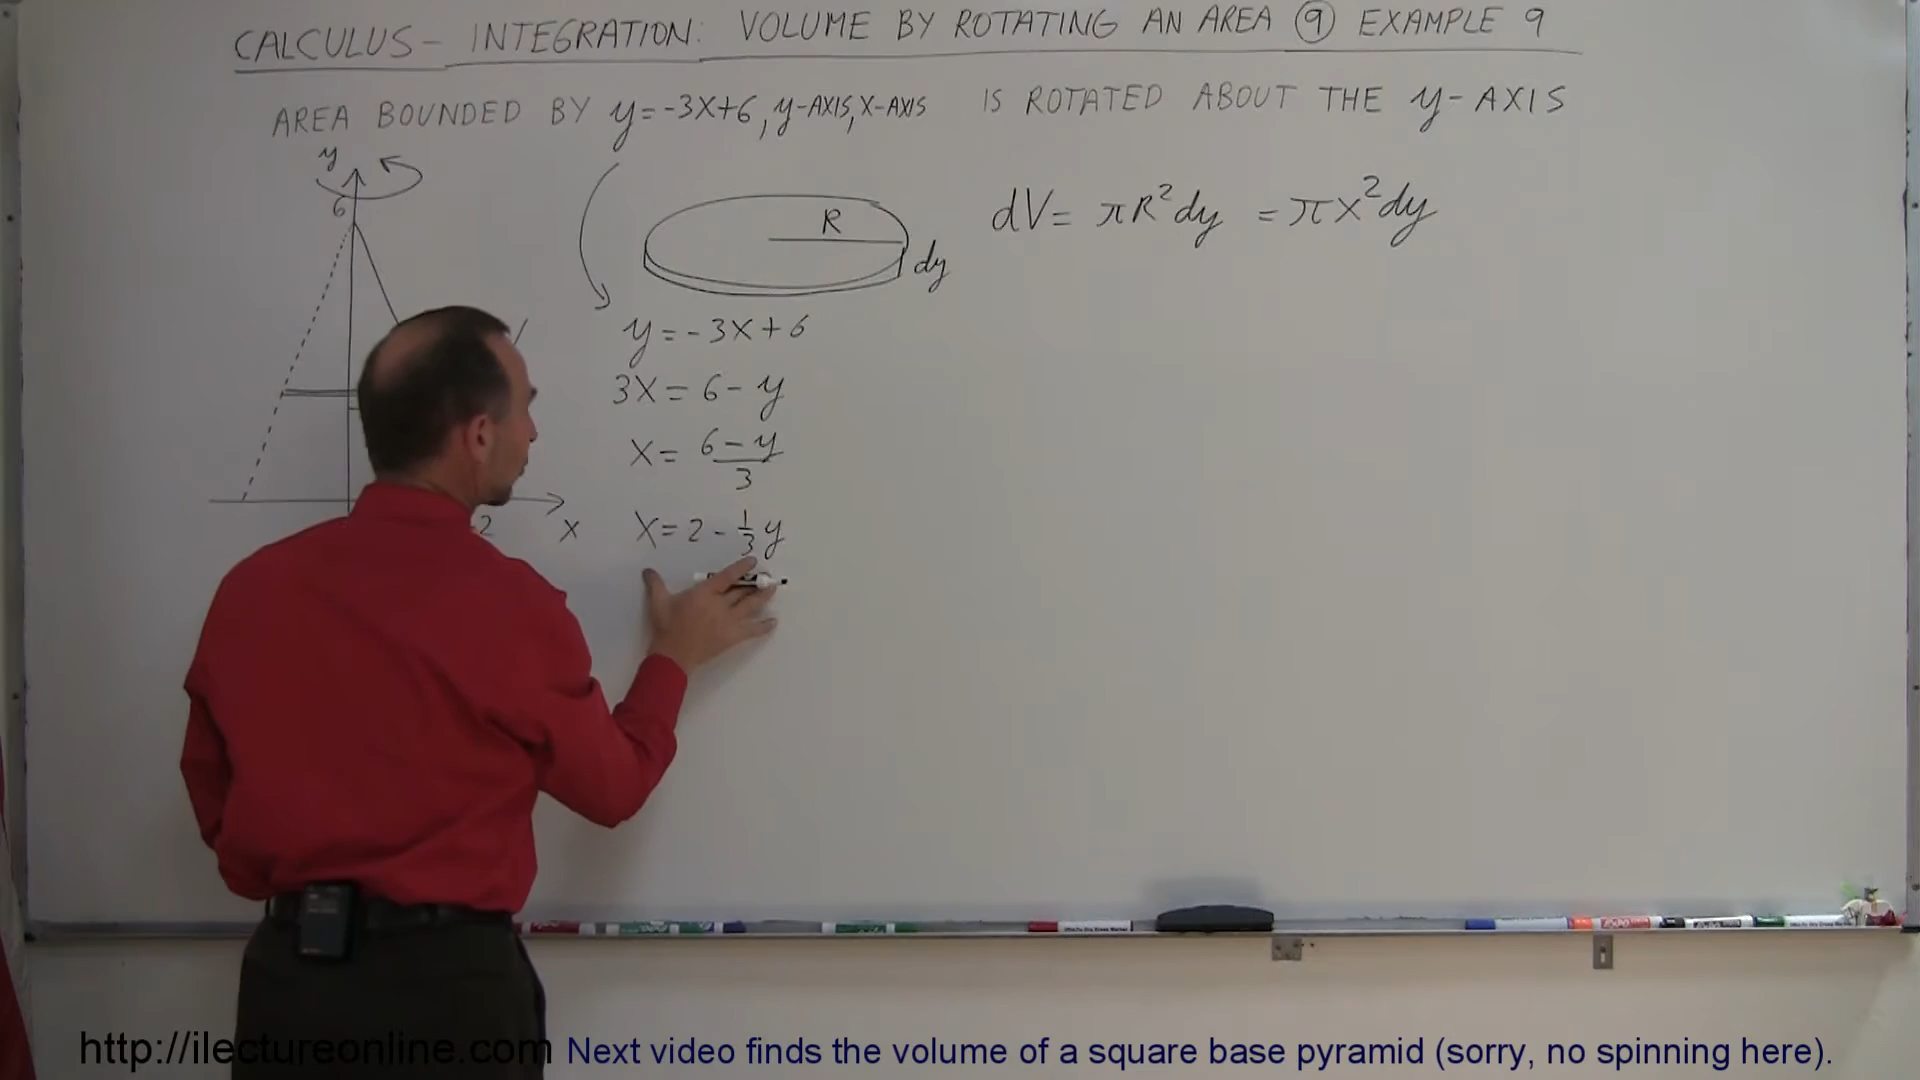 CALCULUS - INTEGRATION: VOLUME BY ROTATING AN AREA ⑨ EXAMPLE 9
AREA BOUNDED BY y=-3X+6, y-AXIS, X-AXIS IS ROTATED ABOUT THE y-AXIS
y
6
R
dy
dV = πR²dy = πX²dy
y = -3X+6
3X = 6-y
X = 6-y/3
X = 2 - 1/3 y
2
X
http://ilectureonline.com Next video finds the volume of a square base pyramid (sorry, no spinning here).